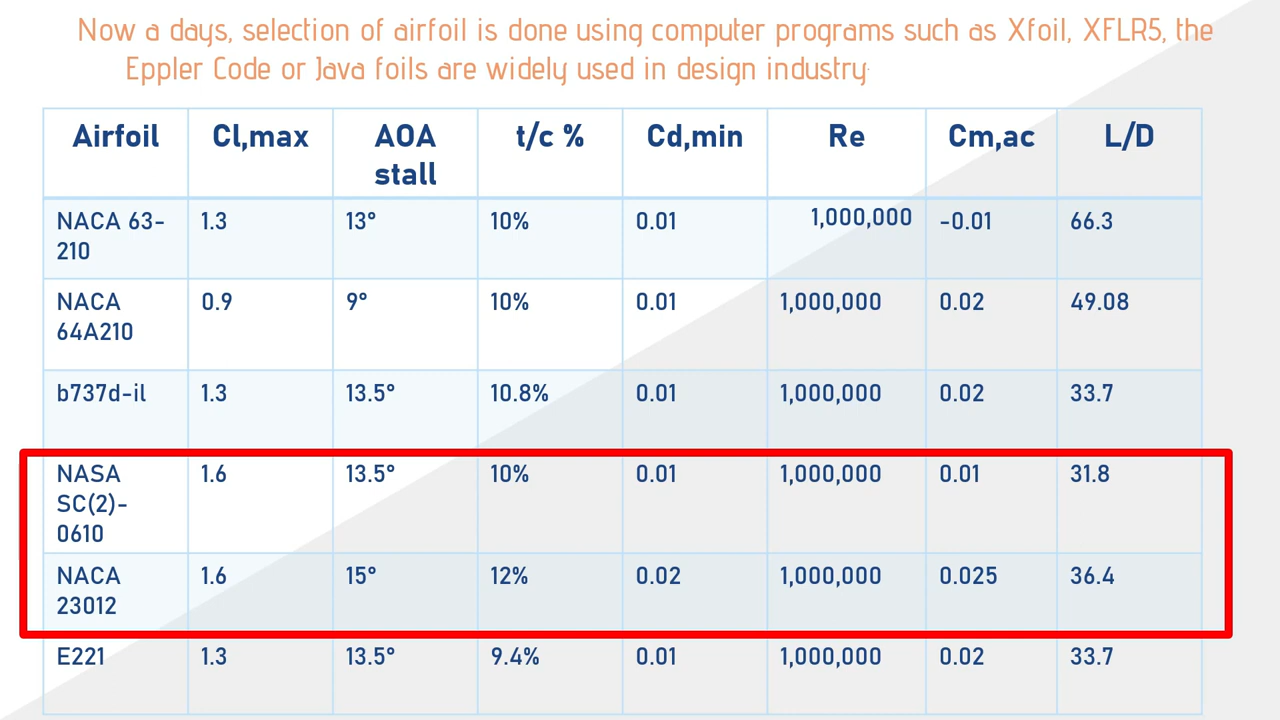 Now a days, selection of airfoil is done using computer programs such as Xfoil, XFLR5, the
Eppler Code or Java foils are widely used in design industry.
Airfoil Cl,max AOA stall t/c % Cd,min Re Cm,ac L/D
NACA 63-210 1.3 13° 10% 0.01 1,000,000 -0.01 66.3
NACA 64A210 0.9 9° 10% 0.01 1,000,000 0.02 49.08
b737d-il 1.3 13.5° 10.8% 0.01 1,000,000 0.02 33.7
NASA SC(2)-0610 1.6 13.5° 10% 0.01 1,000,000 0.01 31.8
NACA 23012 1.6 15° 12% 0.02 1,000,000 0.025 36.4
E221 1.3 13.5° 9.4% 0.01 1,000,000 0.02 33.7